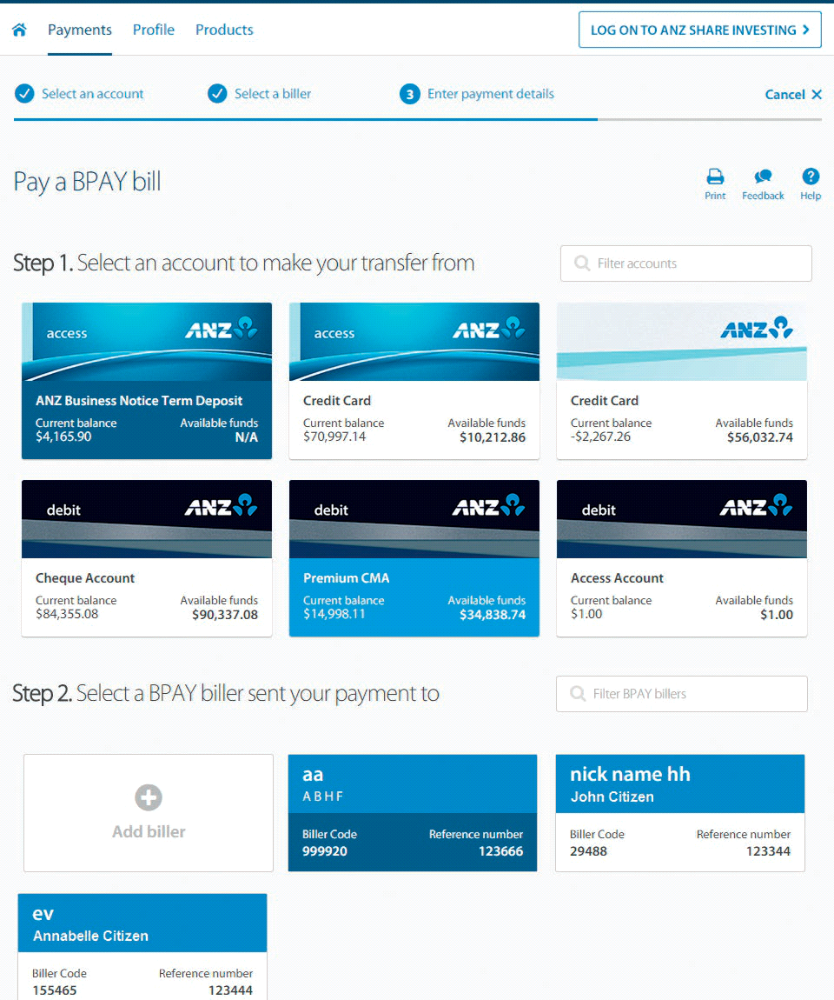 Payments Profile Products LOG ON TO ANZ SHARE INVESTING
Select an account Select a biller 3 Enter payment details Cancel
Pay a BPAY bill
Print Feedback Help
Step 1. Select an account to make your transfer from
Filter accounts
access ANZ access ANZ ANZ
ANZ Business Notice Term Deposit Credit Card Credit Card
Current balance Available funds Current balance Available funds Current balance Available funds
$4,165.90 N/A $70,997.14 $10,212.86 -$2,267.26 $56,032.74
debit ANZ debit ANZ debit ANZ
Cheque Account Premium CMA Access Account
Current balance Available funds Current balance Available funds Current balance Available funds
$84,355.08 $90,337.08 $14,998.11 $34,838.74 $1.00 $1.00
Step 2. Select a BPAY biller sent your payment to
Filter BPAY billers
aa nick name hh
A B H F John Citizen
Add biller
Biller Code Reference number Biller Code Reference number
999920 123666 29488 123344
ev
Annabelle Citizen
Biller Code Reference number
155465 123444